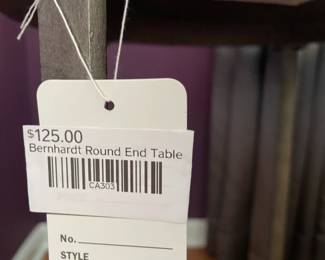 $125.00
Bernhardt Round End Table
CA303
No.
STYLE